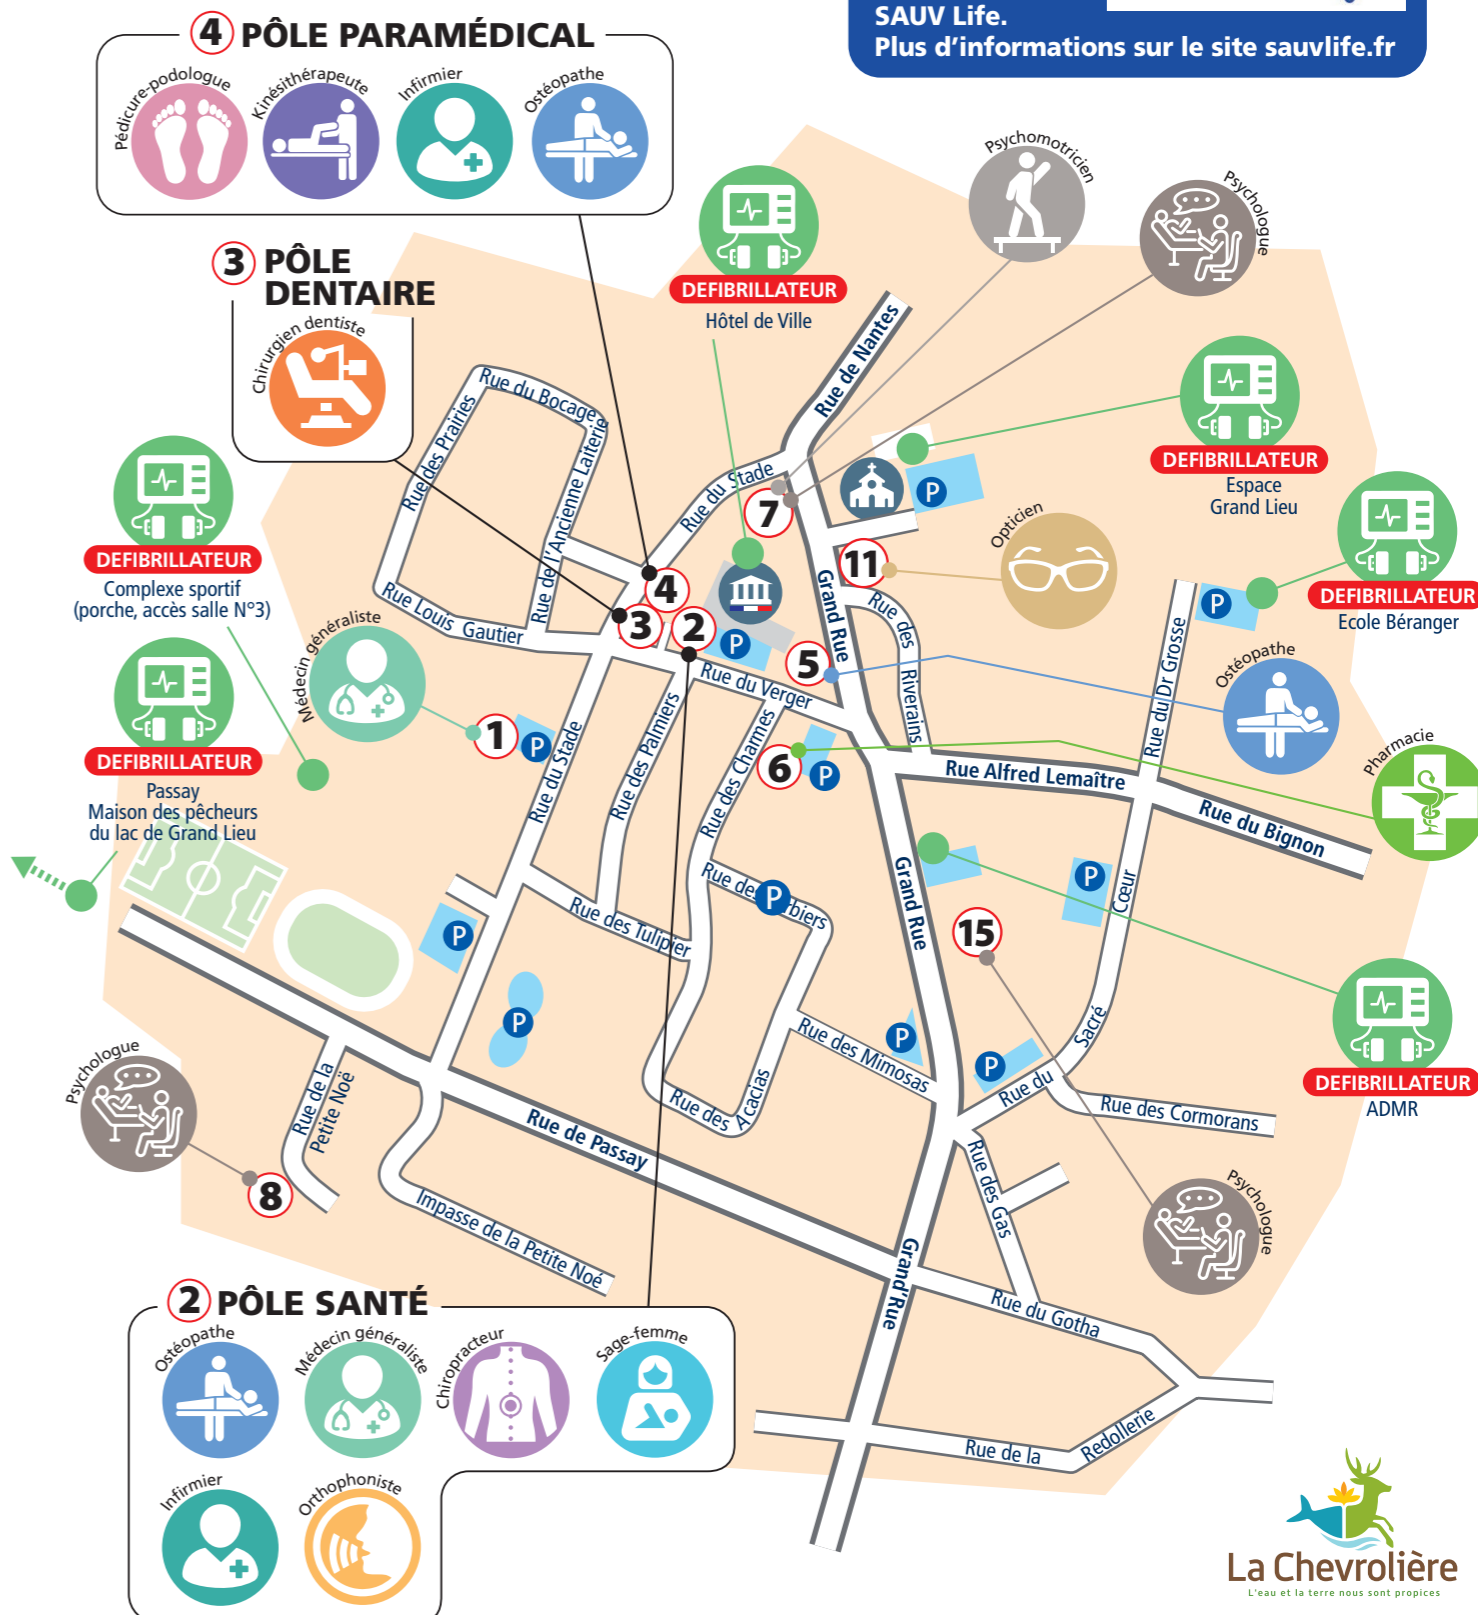 SAUV Life.
Plus d'informations sur le site sauvlife.fr
4 PÔLE PARAMÉDICAL
Pédicure-podologue
Kinésithérapeute
Infirmier
Ostéopathe
3 PÔLE
DENTAIRE
Chirurgien dentiste
DEFIBRILLATEUR
Hôtel de Ville
Psychomotricien
Psychologue
DEFIBRILLATEUR
Espace
Grand Lieu
DEFIBRILLATEUR
Ecole Béranger
DEFIBRILLATEUR
Complexe sportif
(porche, accès salle N°3)
DEFIBRILLATEUR
Passay
Maison des pêcheurs
du lac de Grand Lieu
Médecin généraliste
Opticien
Ostéopathe
Pharmacie
DEFIBRILLATEUR
ADMR
Psychologue
Psychologue
Rue de Nantes
Rue du Bocage
Rue des Prairies
Rue de l'Ancienne Laiterie
Rue du Stade
Rue Louis Gautier
7
P
11
4
3
2
P
5
1
P
6
P
P
Grand Rue
Rue des
Riverains
Rue du Verger
Rue du Dr Grosse
Rue du Stade
Rue des Palmiers
Rue des Charmes
Rue Alfred Lemaître
Rue du Bignon
Grand Rue
Rue des
P
rbiers
Rue des Tulipier
P
P
15
P
P
P
Cœur
Sacré
Rue du
Rue des Mimosas
Rue des
Acacias
Rue des Cormorans
Rue de la
Petite Noë
8
Rue de Passay
Impasse de la Petite Noé
Rue des Gas
Grand'Rue
Rue du Gotha
Rue de la
Redollerie
2 PÔLE SANTÉ
Ostéopathe
Médecin généraliste
Chiropracteur
Sage-femme
Infirmier
Orthophoniste
La Chevrolière
L'eau et la terre nous sont propices